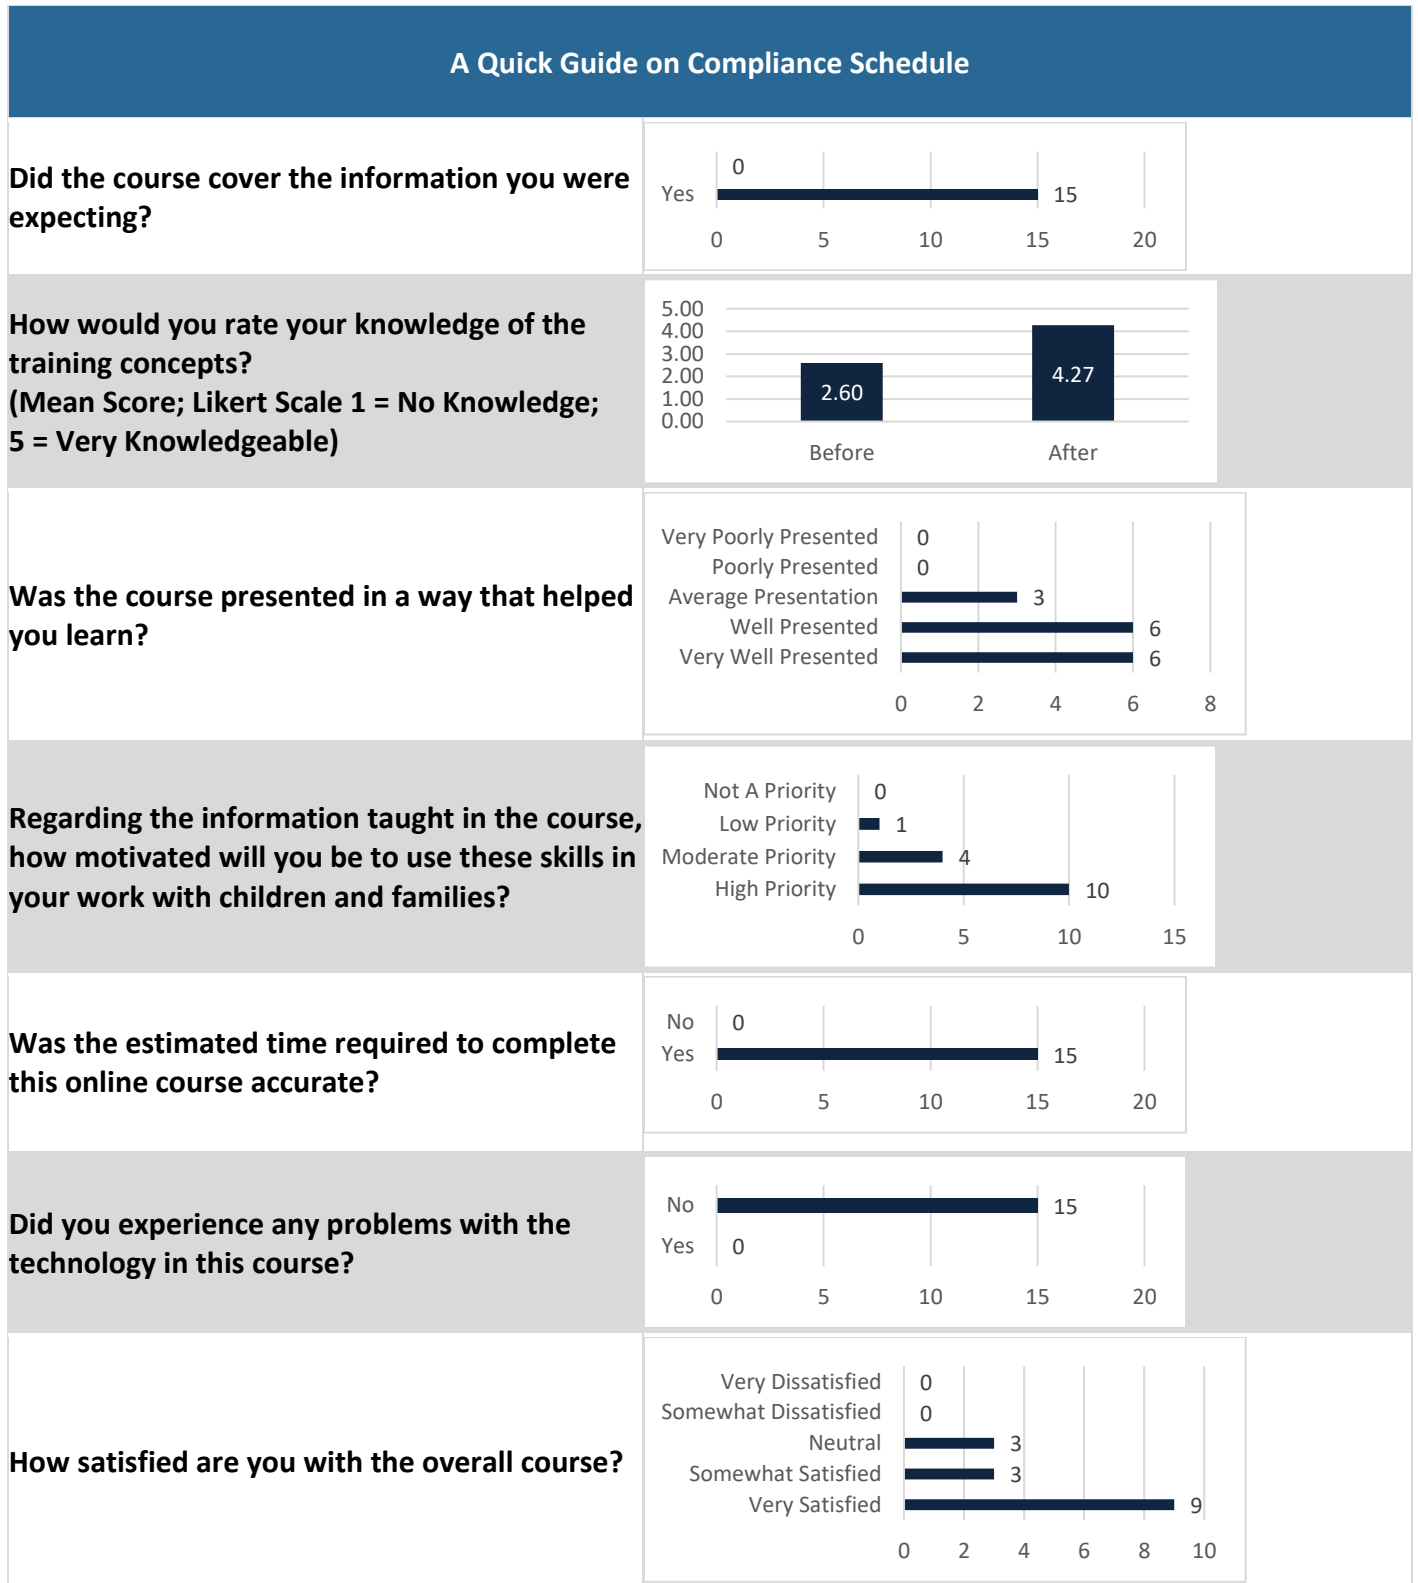 A Quick Guide on Compliance Schedule
Did the course cover the information you were
expecting?
0
Yes 15
0 5 10 15 20
How would you rate your knowledge of the
training concepts?
(Mean Score; Likert Scale 1 = No Knowledge;
5 = Very Knowledgeable)
5.00
4.00
3.00
2.00
1.00
0.00
2.60 4.27
Before After
Was the course presented in a way that helped
you learn?
Very Poorly Presented 0
Poorly Presented 0
Average Presentation 3
Well Presented 6
Very Well Presented 6
0 2 4 6 8
Regarding the information taught in the course,
how motivated will you be to use these skills in
your work with children and families?
Not A Priority 0
Low Priority 1
Moderate Priority 4
High Priority 10
0 5 10 15
Was the estimated time required to complete
this online course accurate?
No 0
Yes 15
0 5 10 15 20
Did you experience any problems with the
technology in this course?
No 15
Yes 0
0 5 10 15 20
How satisfied are you with the overall course?
Very Dissatisfied 0
Somewhat Dissatisfied 0
Neutral 3
Somewhat Satisfied 3
Very Satisfied 9
0 2 4 6 8 10